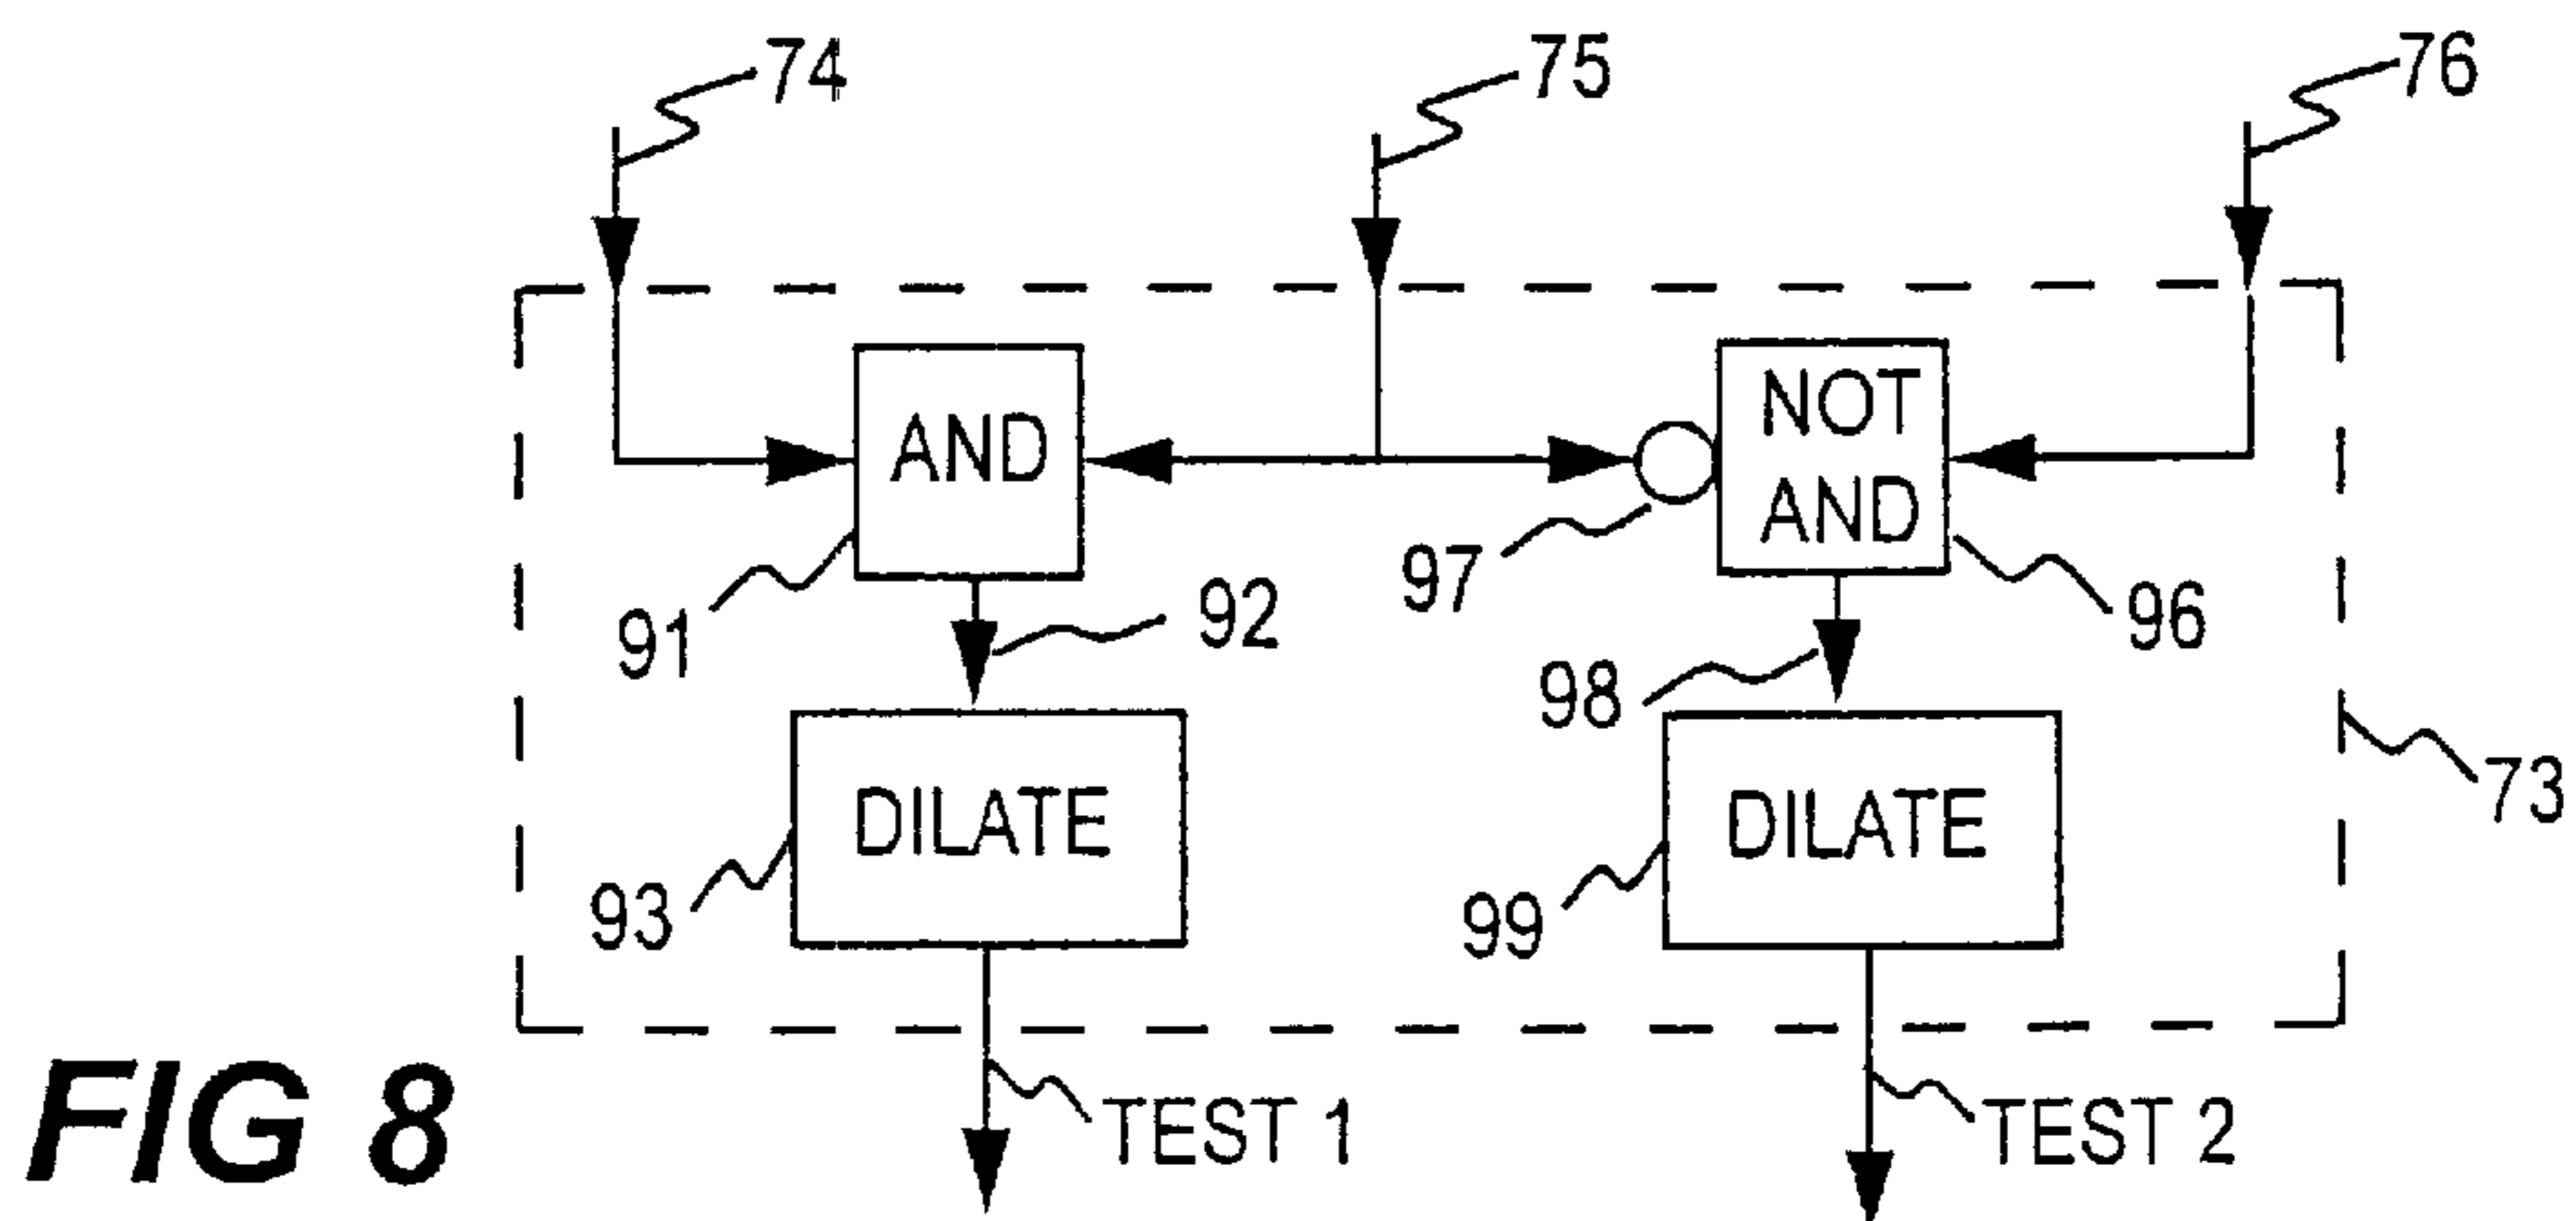 74
75
76
AND
NOT
AND
97
91
92
96
98
DILATE
DILATE
73
93
99
TEST 1
TEST 2
FIG 8